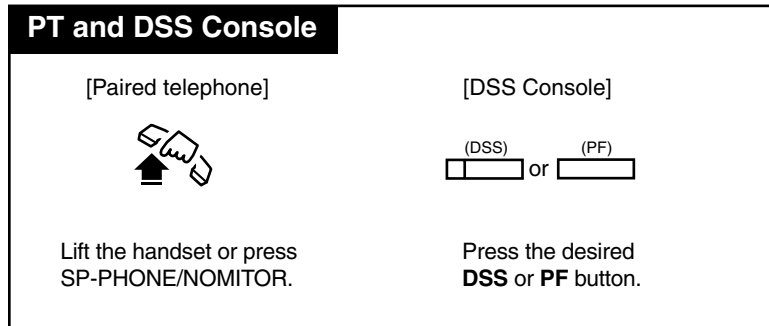 PT and DSS Console
[Paired telephone]
[DSS Console]
(DSS)
or
(PF)
Lift the handset or press
SP-PHONE/NOMITOR.
Press the desired
DSS or PF button.